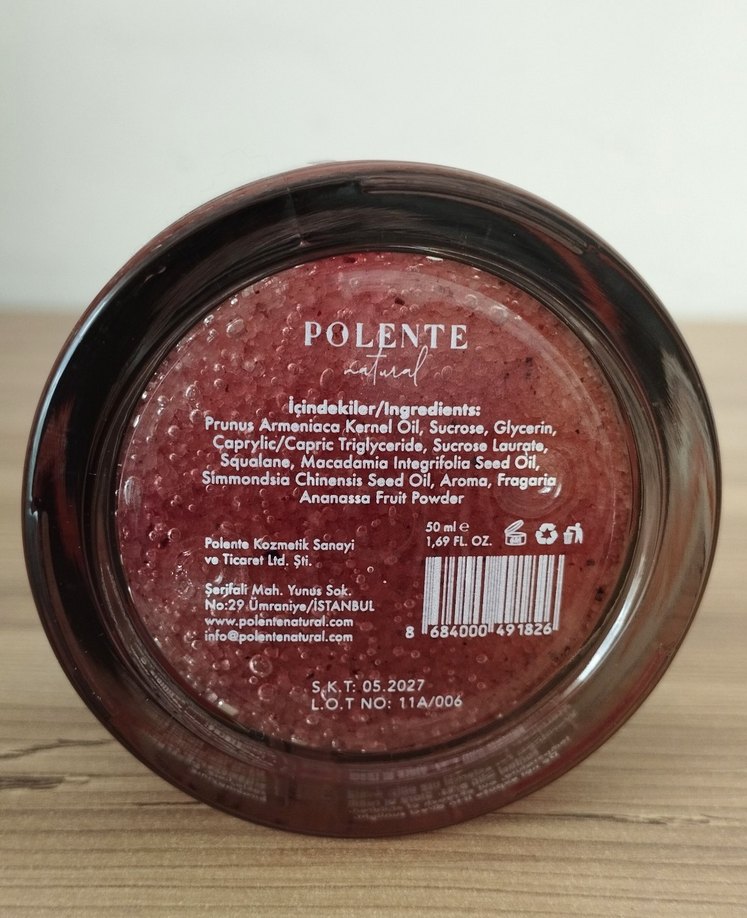 POLENTE
natural
İçindekiler/Ingredients:
Prunus Armeniaca Kernel Oil, Sucrose, Glycerin,
Caprylic/Capric Triglyceride, Sucrose Laurate,
Squalane, Macadamia Integrifolia Seed Oil,
Simmondsia Chinensis Seed Oil, Aroma, Fragaria
Ananassa Fruit Powder
50 ml e
1,69 FL. OZ.
Polente Kozmetik Sanayi
ve Ticaret Ltd. Şti.
Şerifali Mah. Yunus Sok.
No:29 Ümraniye/İSTANBUL
www.polentenatural.com
info@polentenatural.com
8 684000 491826
S.K.T: 05.2027
L.O.T NO: 11A/006